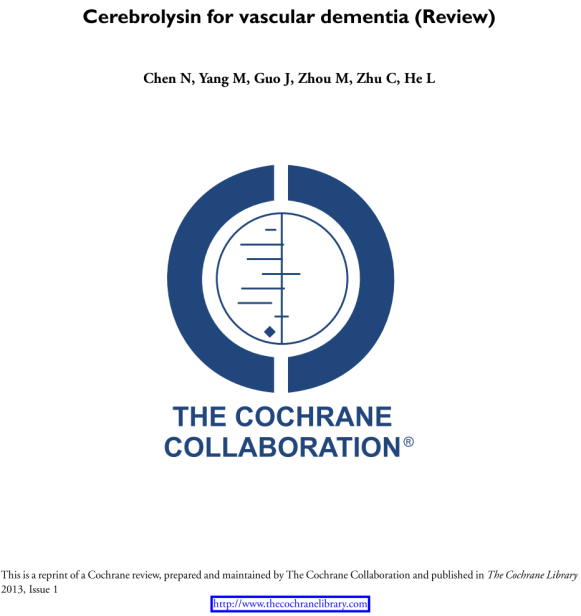 Cerebrolysin for vascular dementia (Review)
Chen N, Yang M, Guo J, Zhou M, Zhu C, He L
THE COCHRANE
COLLABORATION®
This is a reprint of a Cochrane review, prepared and maintained by The Cochrane Collaboration and published in The Cochrane Library
2013, Issue 1
http://www.thecochranelibrary.com